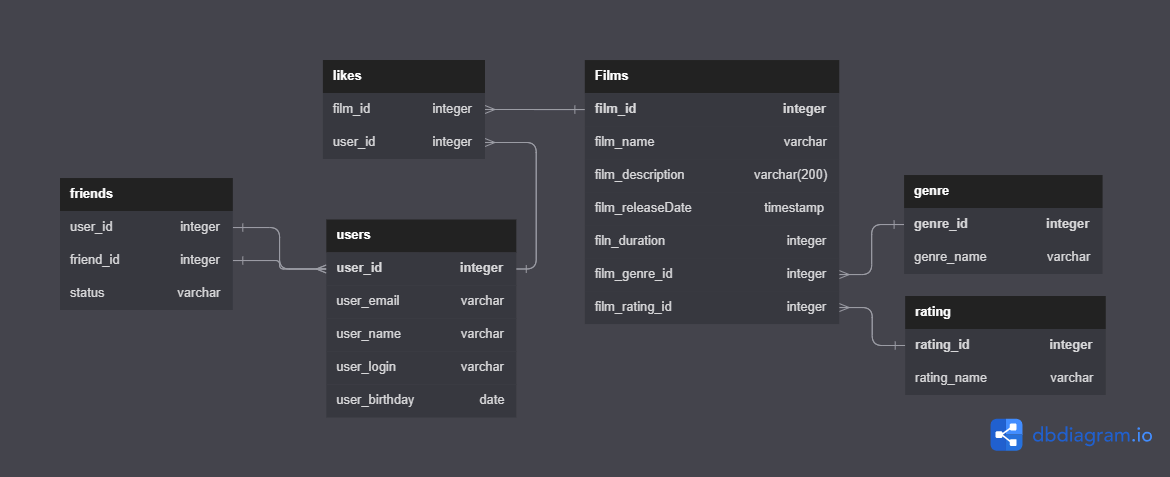 likes
film_id integer
user_id integer
Films
film_id integer
film_name varchar
film_description varchar(200)
film_releaseDate timestamp
filn_duration integer
film_genre_id integer
film_rating_id integer
friends
user_id integer
friend_id integer
status varchar
users
user_id integer
user_email varchar
user_name varchar
user_login varchar
user_birthday date
genre
genre_id integer
genre_name varchar
rating
rating_id integer
rating_name varchar
dbdiagram.io